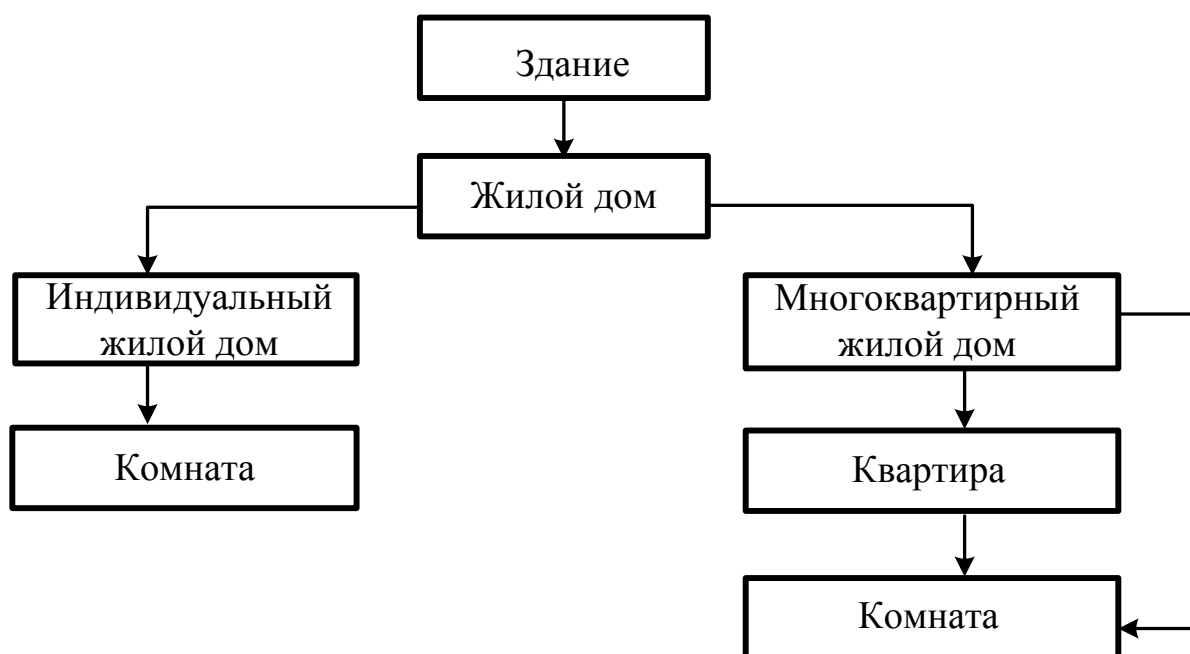 Здание
Жилой дом
Индивидуальный
жилой дом
Многоквартирный
жилой дом
Комната
Квартира
Комната